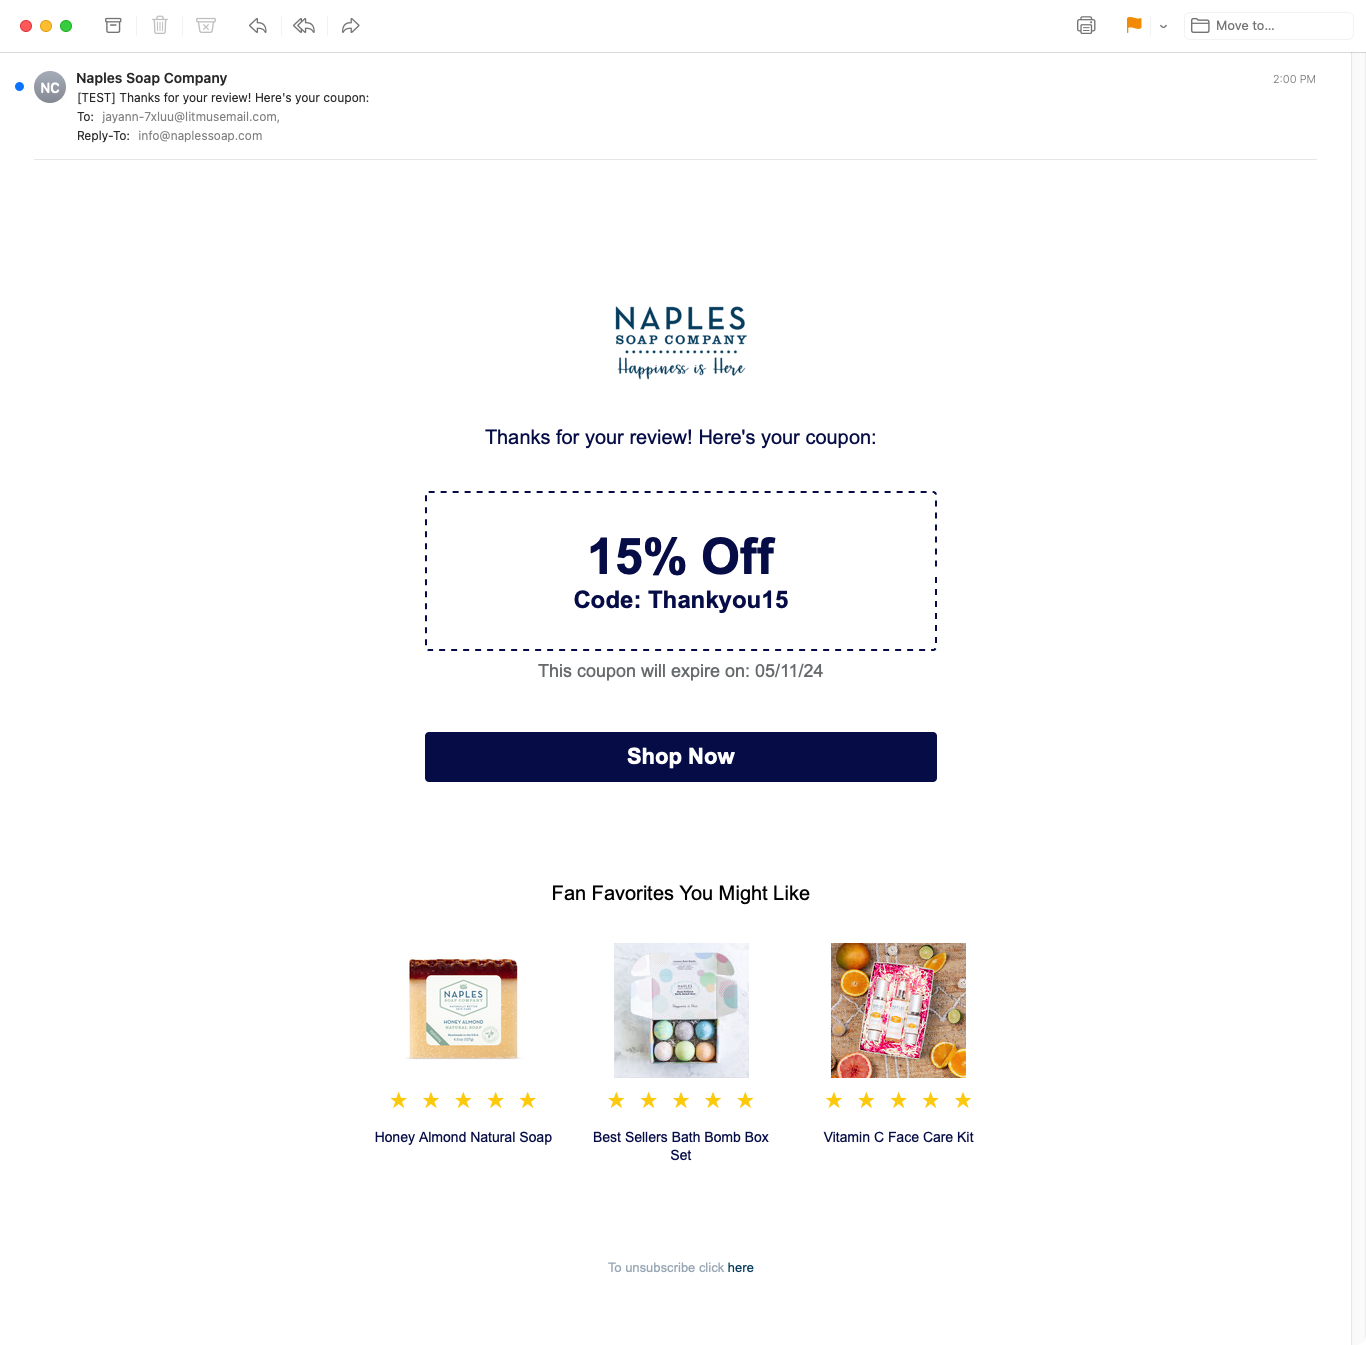 Move to...
NC
Naples Soap Company
2:00 PM
[TEST] Thanks for your review! Here's your coupon:
To: jayann-7xluu@litmusemail.com,
Reply-To: info@naplessoap.com
NAPLES
SOAP COMPANY
Happiness is Here
Thanks for your review! Here's your coupon:
15% Off
Code: Thankyou15
This coupon will expire on: 05/11/24
Shop Now
Fan Favorites You Might Like
NAPLES
SOAP COMPANY
HONEY ALMOND
NATURAL SOAP
NAPLES
Honey Almond Natural Soap
Best Sellers Bath Bomb Box
Set
Vitamin C Face Care Kit
To unsubscribe click here